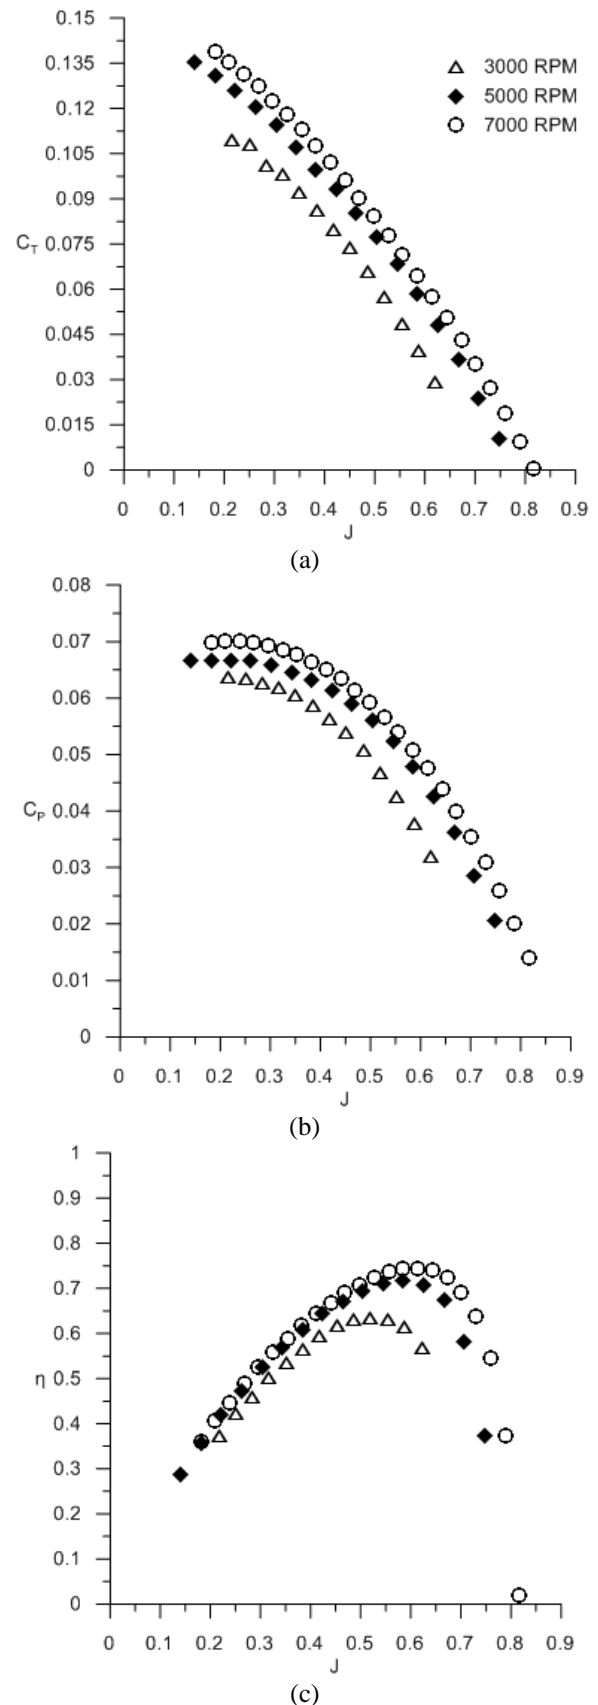 0.15
0.135
0.12
0.105
0.09
C_T 0.075
0.06
0.045
0.03
0.015
0
3000 RPM
5000 RPM
7000 RPM
0 0.1 0.2 0.3 0.4 0.5 0.6 0.7 0.8 0.9
J
(a)
0.08
0.07
0.06
0.05
C_P 0.04
0.03
0.02
0.01
0
0 0.1 0.2 0.3 0.4 0.5 0.6 0.7 0.8 0.9
J
(b)
1
0.9
0.8
0.7
0.6
η 0.5
0.4
0.3
0.2
0.1
0
0 0.1 0.2 0.3 0.4 0.5 0.6 0.7 0.8 0.9
J
(c)